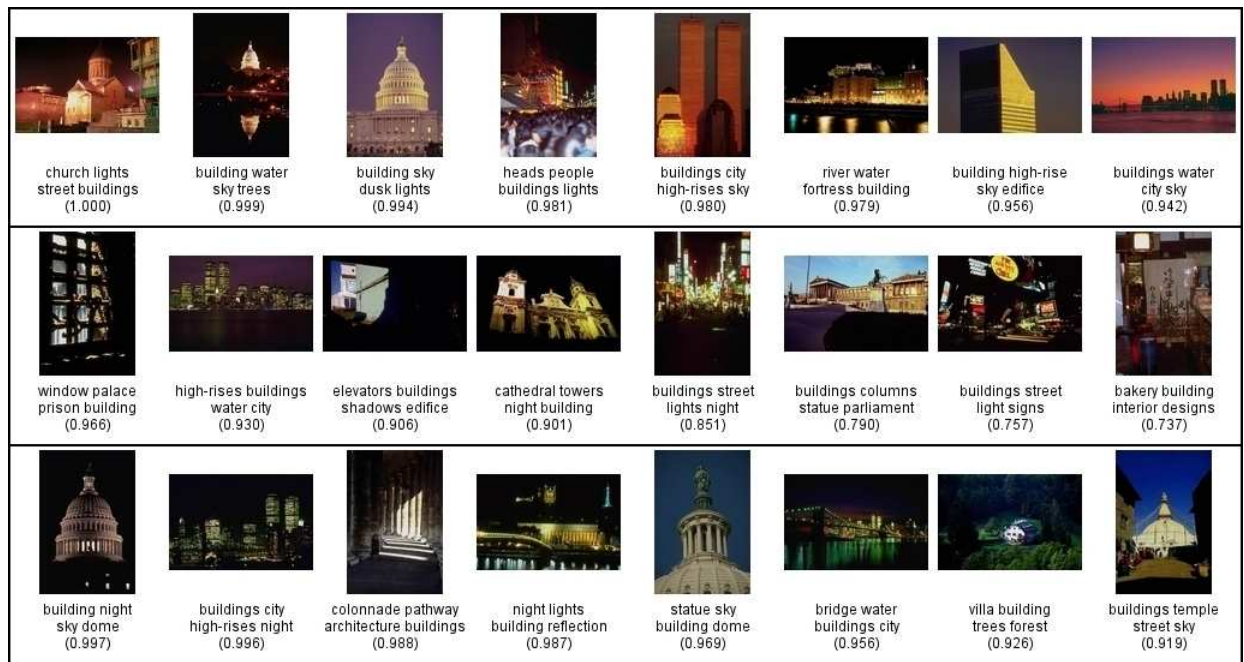 church lights
street buildings
(1.000)
building water
sky trees
(0.999)
building sky
dusk lights
(0.994)
heads people
buildings lights
(0.981)
buildings city
high-rises sky
(0.980)
river water
fortress building
(0.979)
building high-rise
sky edifice
(0.956)
buildings water
city sky
(0.942)
window palace
prison building
(0.966)
high-rises buildings
water city
(0.930)
elevators buildings
shadows edifice
(0.906)
cathedral towers
night building
(0.901)
buildings street
lights night
(0.851)
buildings columns
statue parliament
(0.790)
buildings street
light signs
(0.757)
bakery building
interior designs
(0.737)
building night
sky dome
(0.997)
buildings city
high-rises night
(0.996)
colonnade pathway
architecture buildings
(0.988)
night lights
building reflection
(0.987)
statue sky
building dome
(0.969)
bridge water
buildings city
(0.956)
villa building
trees forest
(0.926)
buildings temple
street sky
(0.919)